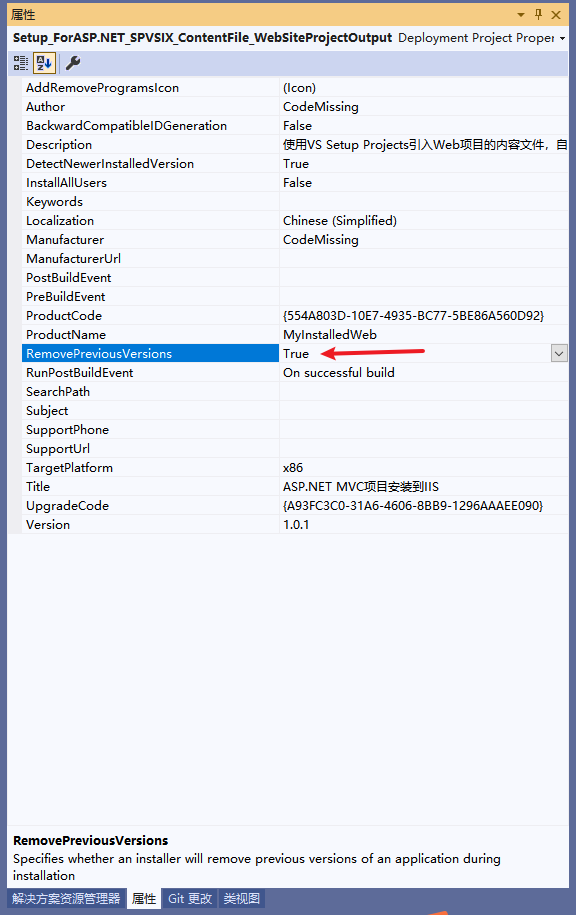 属性
Setup_ForASP.NET_SPVSIX_ContentFile_WebSiteProjectOutput Deployment Project Proper
AddRemoveProgramsIcon (Icon)
Author CodeMissing
BackwardCompatibleIDGeneration False
Description 使用VS Setup Projects引入Web项目的内容文件，自
DetectNewerInstalledVersion True
InstallAllUsers False
Keywords
Localization Chinese (Simplified)
Manufacturer CodeMissing
ManufacturerUrl
PostBuildEvent
PreBuildEvent
ProductCode {554A803D-10E7-4935-BC77-5BE86A560D92}
ProductName MyInstalledWeb
RemovePreviousVersions True
RunPostBuildEvent On successful build
SearchPath
Subject
SupportPhone
SupportUrl
TargetPlatform x86
Title ASP.NET MVC项目安装到IIS
UpgradeCode {A93FC3C0-31A6-4606-8BB9-1296AAAEE090}
Version 1.0.1
RemovePreviousVersions
Specifies whether an installer will remove previous versions of an application during
installation
解决方案资源管理器 属性 Git 更改 类视图